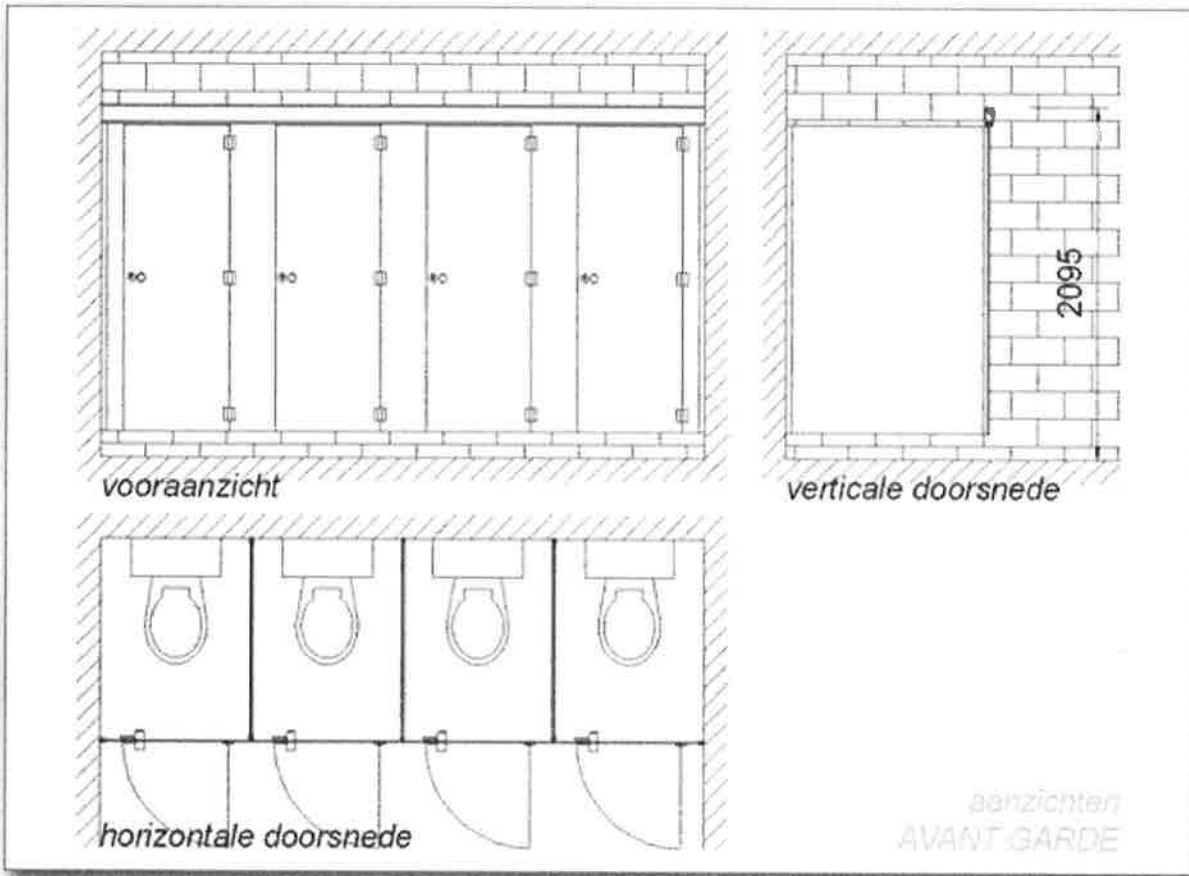 vooraanzicht
2095
verticale doorsnede
horizontale doorsnede
aanzichten
AVANT GARDE